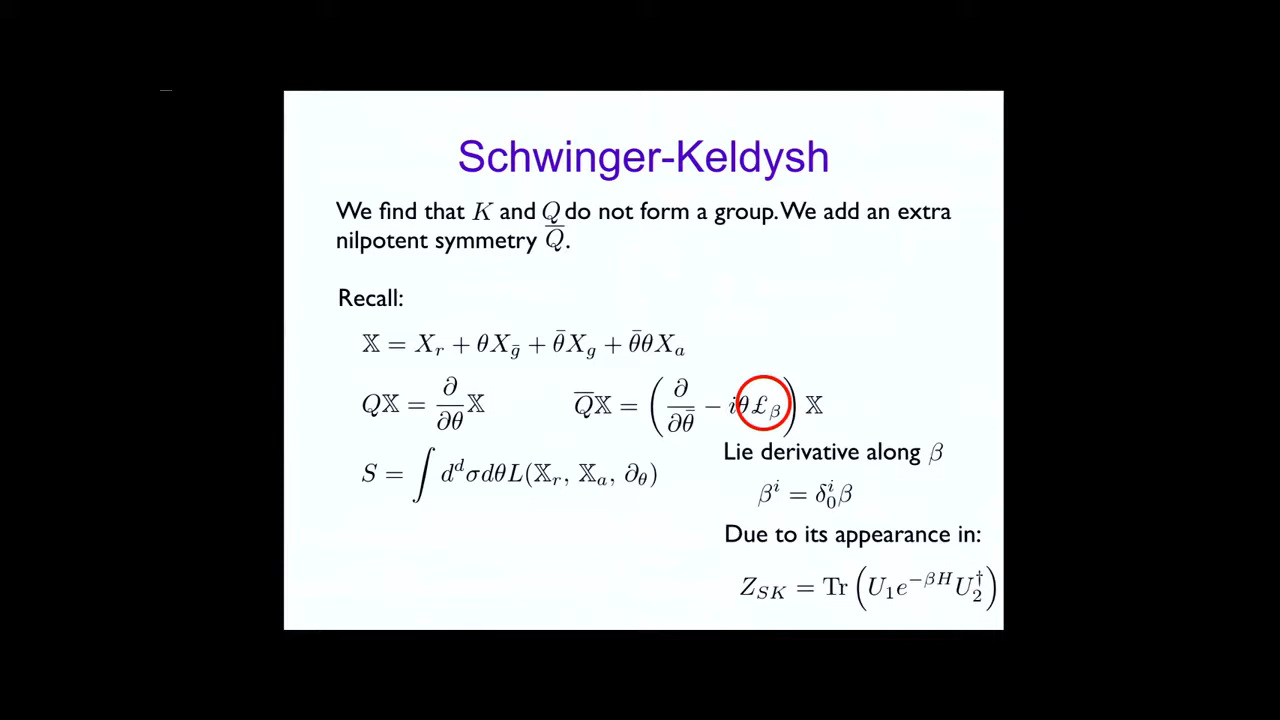 Schwinger-Keldysh
We find that K and Q do not form a group. We add an extra
nilpotent symmetry Q̅.
Recall:
𝕏 = X_r + θX_ḡ + θ̄X_g + θ̄θX_a
Q𝕏 = ∂/∂θ 𝕏    Q̅𝕏 = (∂/∂θ̄ − iθ£_β) 𝕏
Lie derivative along β
S = ∫ d^dσdθL(𝕏_r, 𝕏_a, ∂_θ)
β^i = δ^i_0 β
Due to its appearance in:
Z_SK = Tr (U_1 e^{−βH} U_2^†)